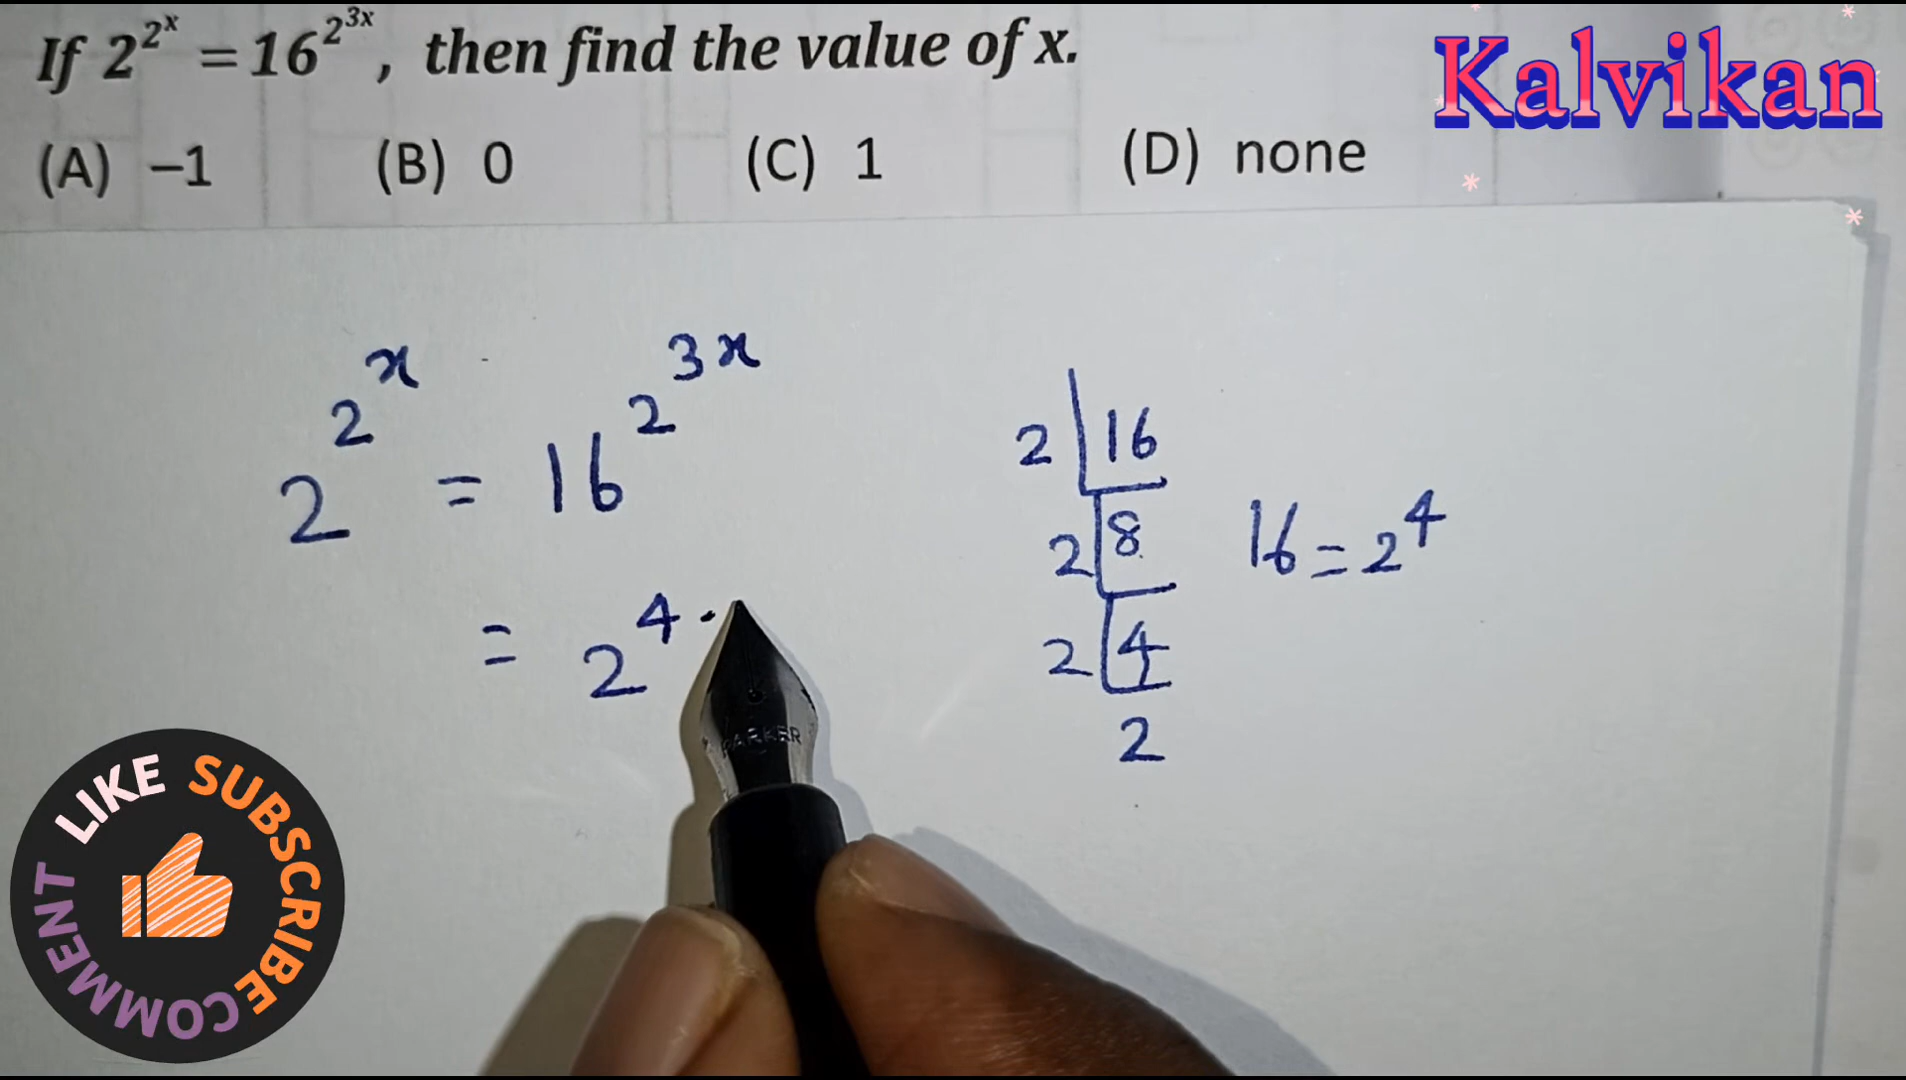 If 2^2^x = 16^2^3x, then find the value of x.
Kalvikan
(A) –1 (B) 0 (C) 1 (D) none
2^2^x = 16^2^3x
= 2^4 ·
2 16
2 8
2 4
2
16 = 2^4
PARKER
LIKE SUBSCRIBE COMMENT